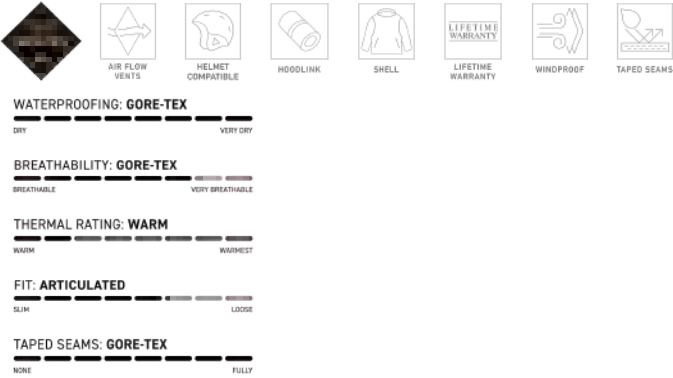 LIFETIME
WARRANTY
AIR FLOW
VENTS
HELMET
COMPATIBLE
HOODLINK
SHELL
LIFETIME
WARRANTY
WINDPROOF
TAPED SEAMS
WATERPROOFING: GORE-TEX
DRY VERY DRY
BREATHABILITY: GORE-TEX
BREATHABLE VERY BREATHABLE
THERMAL RATING: WARM
WARM WARMEST
FIT: ARTICULATED
SLIM LOOSE
TAPED SEAMS: GORE-TEX
NONE FULLY